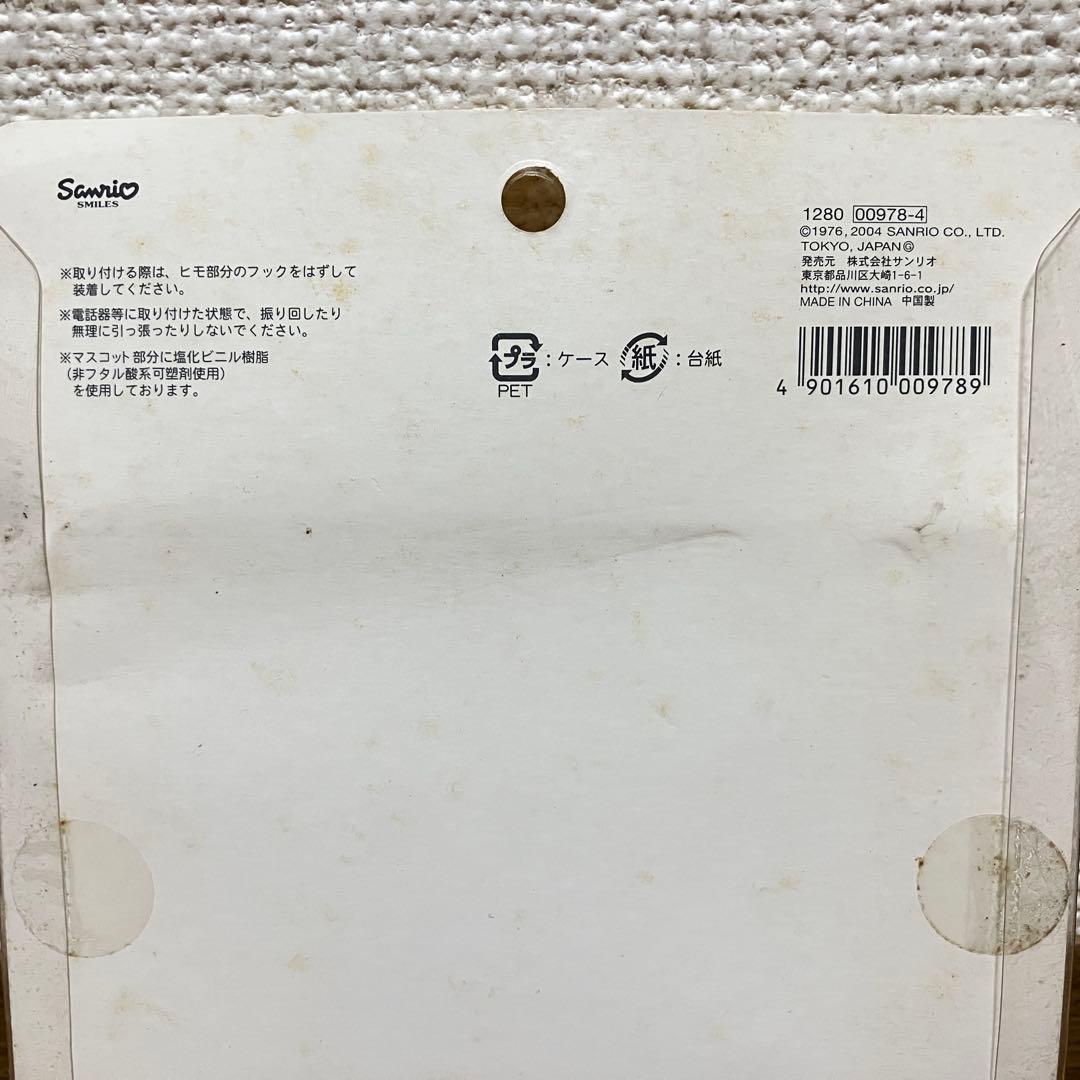 Sanrio
SMILES
※取り付ける際は、ヒモ部分のフックをはずして
装着してください。
※電話器等に取り付けた状態で、振り回したり
無理に引っ張ったりしないでください。
※マスコット部分に塩化ビニル樹脂
(非フタル酸系可塑剤使用)
を使用しております。
プラ:ケース 紙:台紙
PET
1280 00978-4
©1976, 2004 SANRIO CO., LTD.
TOKYO, JAPAN Ⓖ
発売元 株式会社サンリオ
東京都品川区大崎1-6-1
http://www.sanrio.co.jp/
MADE IN CHINA 中国製
4 901610 009789